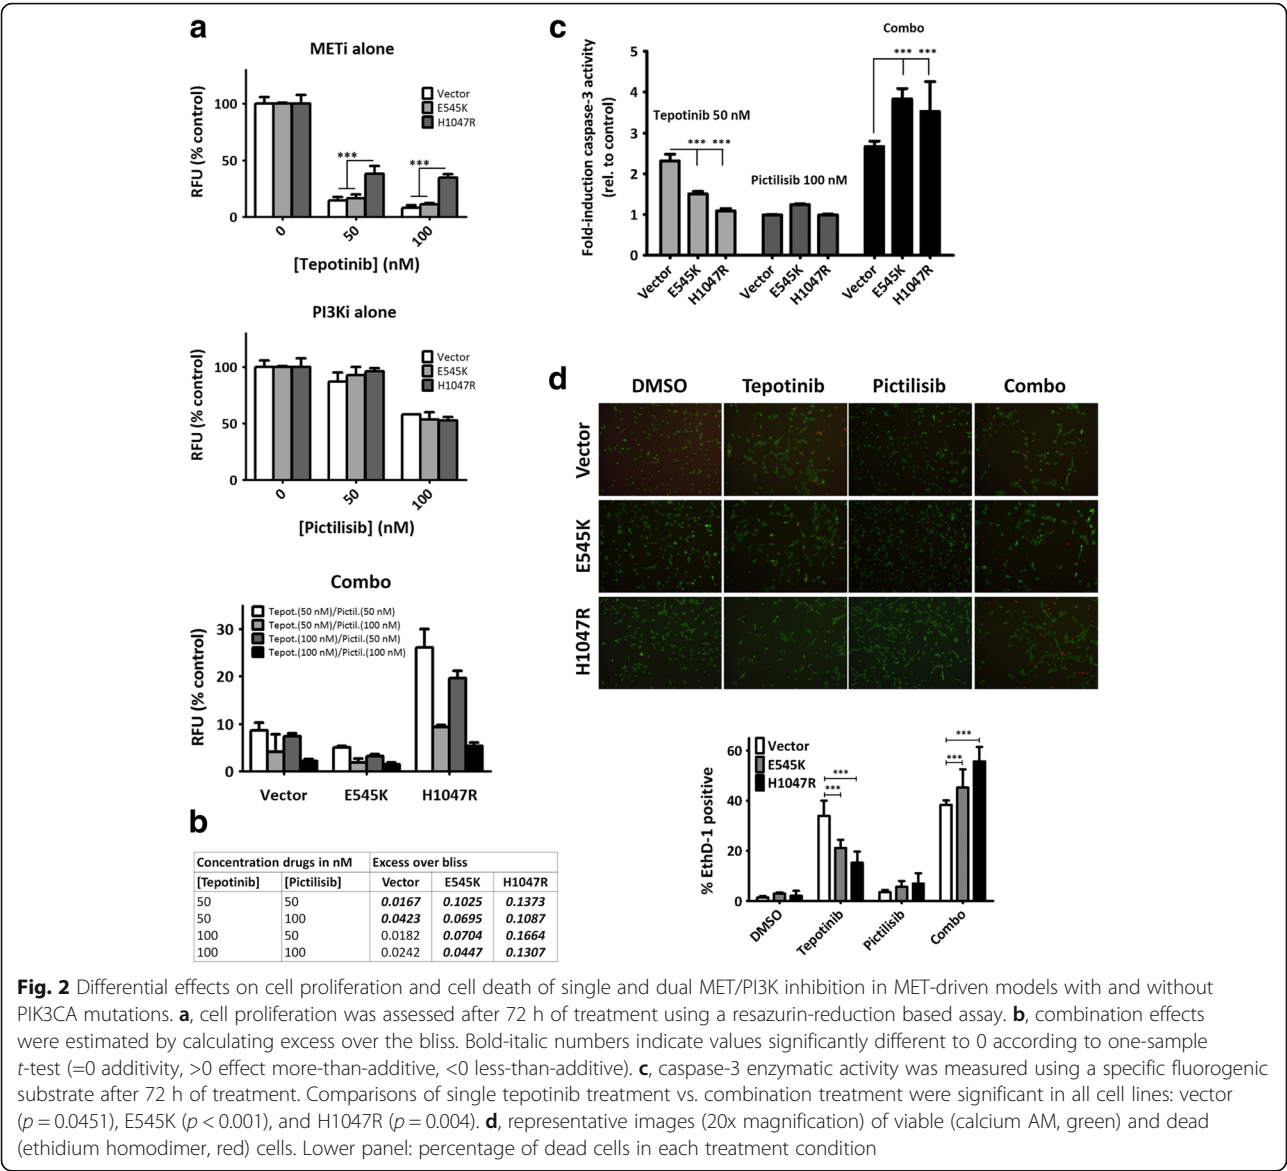 a
METi alone
RFU (% control)
100
50
0
Vector
E545K
H1047R
***
***
0
50
100
[Tepotinib] (nM)
PI3Ki alone
RFU (% control)
100
50
0
Vector
E545K
H1047R
0
50
100
[Pictilisib] (nM)
Combo
RFU (% control)
30
20
10
0
Tepot.(50 nM)/Pictil.(50 nM)
Tepot.(50 nM)/Pictil.(100 nM)
Tepot.(100 nM)/Pictil.(50 nM)
Tepot.(100 nM)/Pictil.(100 nM)
Vector E545K H1047R
b
Concentration drugs in nM Excess over bliss
[Tepotinib] [Pictilisib] Vector E545K H1047R
50 50 0.0167 0.1025 0.1373
50 100 0.0423 0.0695 0.1087
100 50 0.0182 0.0704 0.1664
100 100 0.0242 0.0447 0.1307
c
Fold-induction caspase-3 activity
(rel. to control)
5
4
3
2
1
0
Tepotinib 50 nM
*** ***
Pictilisib 100 nM
Combo
*** ***
Vector E545K H1047R Vector E545K H1047R Vector E545K H1047R
d
DMSO Tepotinib Pictilisib Combo
Vector
E545K
H1047R
% EthD-1 positive
60
40
20
0
Vector
E545K
H1047R
***
***
***
***
DMSO Tepotinib Pictilisib Combo
Fig. 2 Differential effects on cell proliferation and cell death of single and dual MET/PI3K inhibition in MET-driven models with and without
PIK3CA mutations. a, cell proliferation was assessed after 72 h of treatment using a resazurin-reduction based assay. b, combination effects
were estimated by calculating excess over the bliss. Bold-italic numbers indicate values significantly different to 0 according to one-sample
t-test (=0 additivity, >0 effect more-than-additive, <0 less-than-additive). c, caspase-3 enzymatic activity was measured using a specific fluorogenic
substrate after 72 h of treatment. Comparisons of single tepotinib treatment vs. combination treatment were significant in all cell lines: vector
(p = 0.0451), E545K (p < 0.001), and H1047R (p = 0.004). d, representative images (20x magnification) of viable (calcium AM, green) and dead
(ethidium homodimer, red) cells. Lower panel: percentage of dead cells in each treatment condition